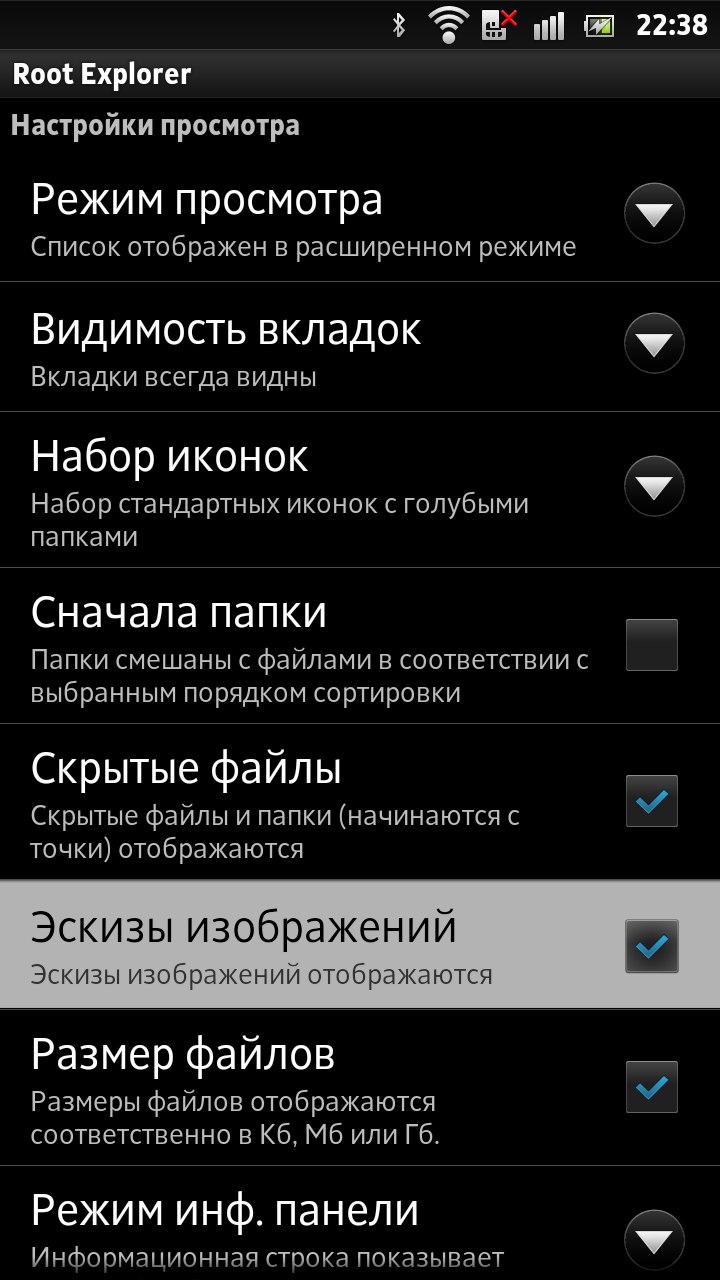 22:38
Root Explorer
Настройки просмотра
Режим просмотра
Список отображен в расширенном режиме
Видимость вкладок
Вкладки всегда видны
Набор иконок
Набор стандартных иконок с голубыми
папками
Сначала папки
Папки смешаны с файлами в соответствии с
выбранным порядком сортировки
Скрытые файлы
Скрытые файлы и папки (начинаются с
точки) отображаются
Эскизы изображений
Эскизы изображений отображаются
Размер файлов
Размеры файлов отображаются
соответственно в Кб, Мб или Гб.
Режим инф. панели
Информационная строка показывает